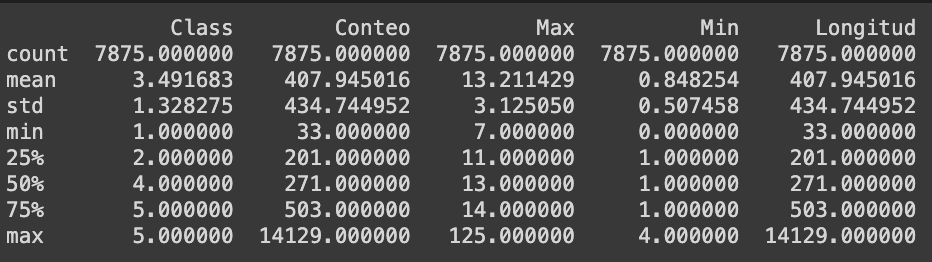 Class Conteo Max Min Longitud
count 7875.000000 7875.000000 7875.000000 7875.000000 7875.000000
mean 3.491683 407.945016 13.211429 0.848254 407.945016
std 1.328275 434.744952 3.125050 0.507458 434.744952
min 1.000000 33.000000 7.000000 0.000000 33.000000
25% 2.000000 201.000000 11.000000 1.000000 201.000000
50% 4.000000 271.000000 13.000000 1.000000 271.000000
75% 5.000000 503.000000 14.000000 1.000000 503.000000
max 5.000000 14129.000000 125.000000 4.000000 14129.000000